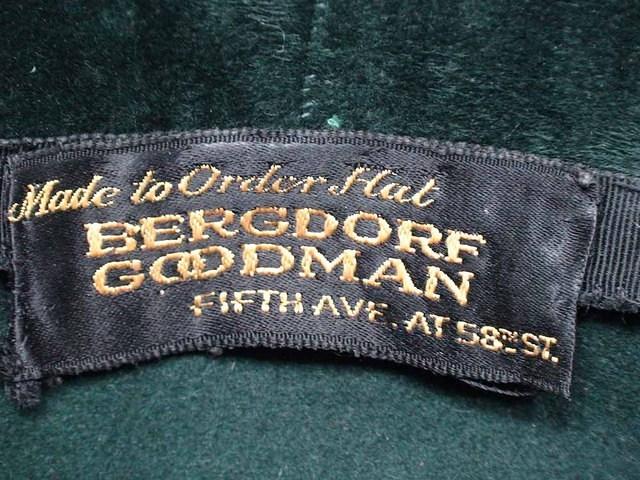 Made to Order Hat
BERGDORF
GOODMAN
FIFTH AVE. AT 58TH ST.